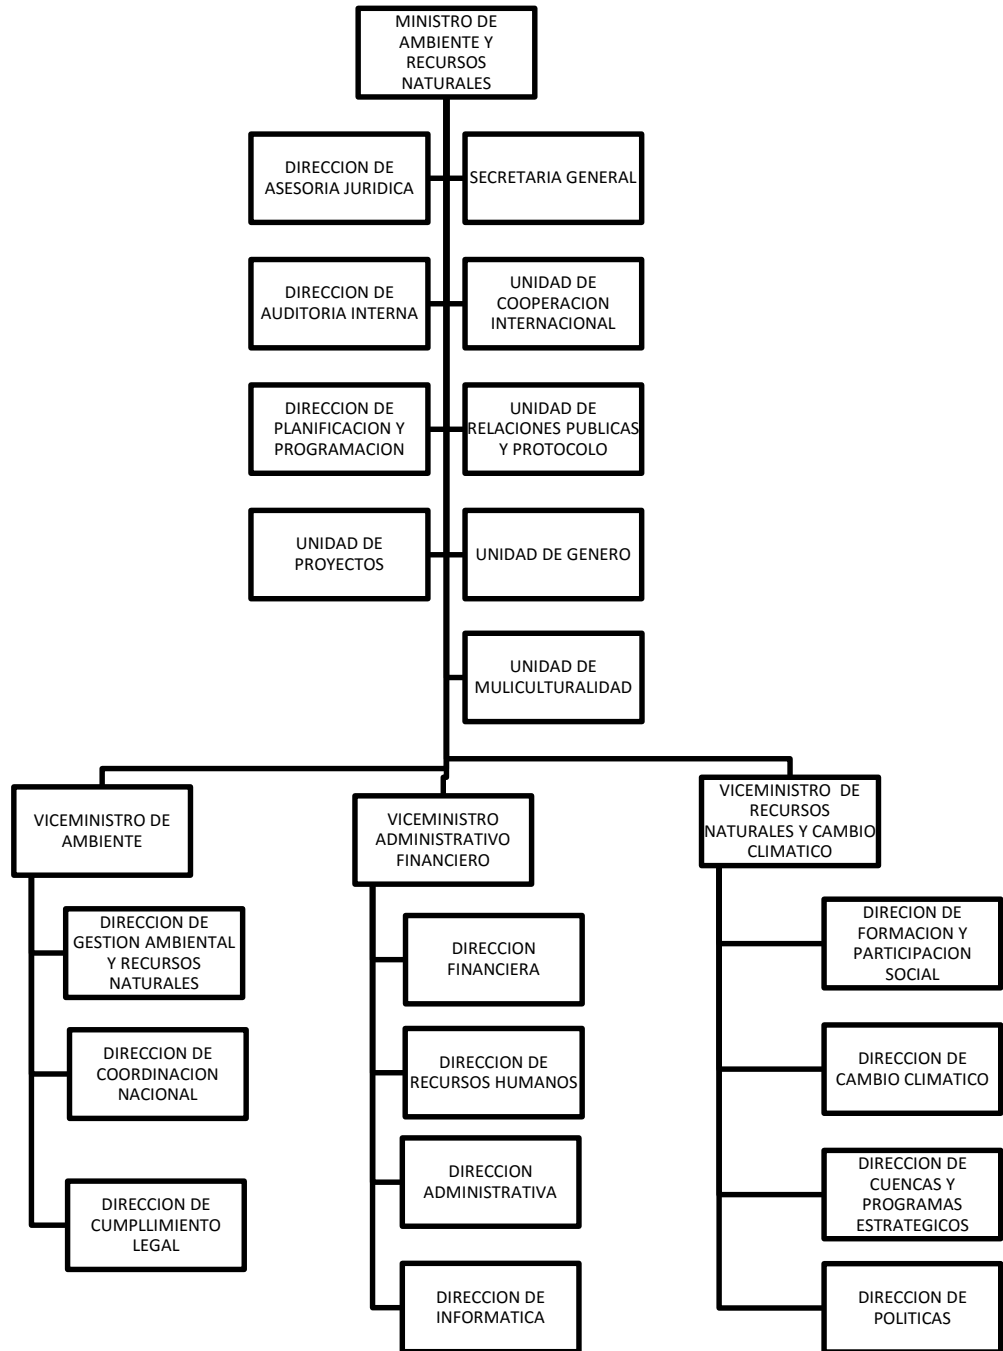 MINISTRO DE
AMBIENTE Y
RECURSOS
NATURALES
DIRECCION DE
ASESORIA JURIDICA
SECRETARIA GENERAL
DIRECCION DE
AUDITORIA INTERNA
UNIDAD DE
COOPERACION
INTERNACIONAL
DIRECCION DE
PLANIFICACION Y
PROGRAMACION
UNIDAD DE
RELACIONES PUBLICAS
Y PROTOCOLO
UNIDAD DE
PROYECTOS
UNIDAD DE GENERO
UNIDAD DE
MULICULTURALIDAD
VICEMINISTRO DE
AMBIENTE
DIRECCION DE
GESTION AMBIENTAL
Y RECURSOS
NATURALES
DIRECCION DE
COORDINACION
NACIONAL
DIRECCION DE
CUMPLLIMIENTO
LEGAL
VICEMINISTRO
ADMINISTRATIVO
FINANCIERO
DIRECCION
FINANCIERA
DIRECCION DE
RECURSOS HUMANOS
DIRECCION
ADMINISTRATIVA
DIRECCION DE
INFORMATICA
VICEMINISTRO  DE
RECURSOS
NATURALES Y CAMBIO
CLIMATICO
DIRECION DE
FORMACION Y
PARTICIPACION
SOCIAL
DIRECCION DE
CAMBIO CLIMATICO
DIRECCION DE
CUENCAS Y
PROGRAMAS
ESTRATEGICOS
DIRECCION DE
POLITICAS